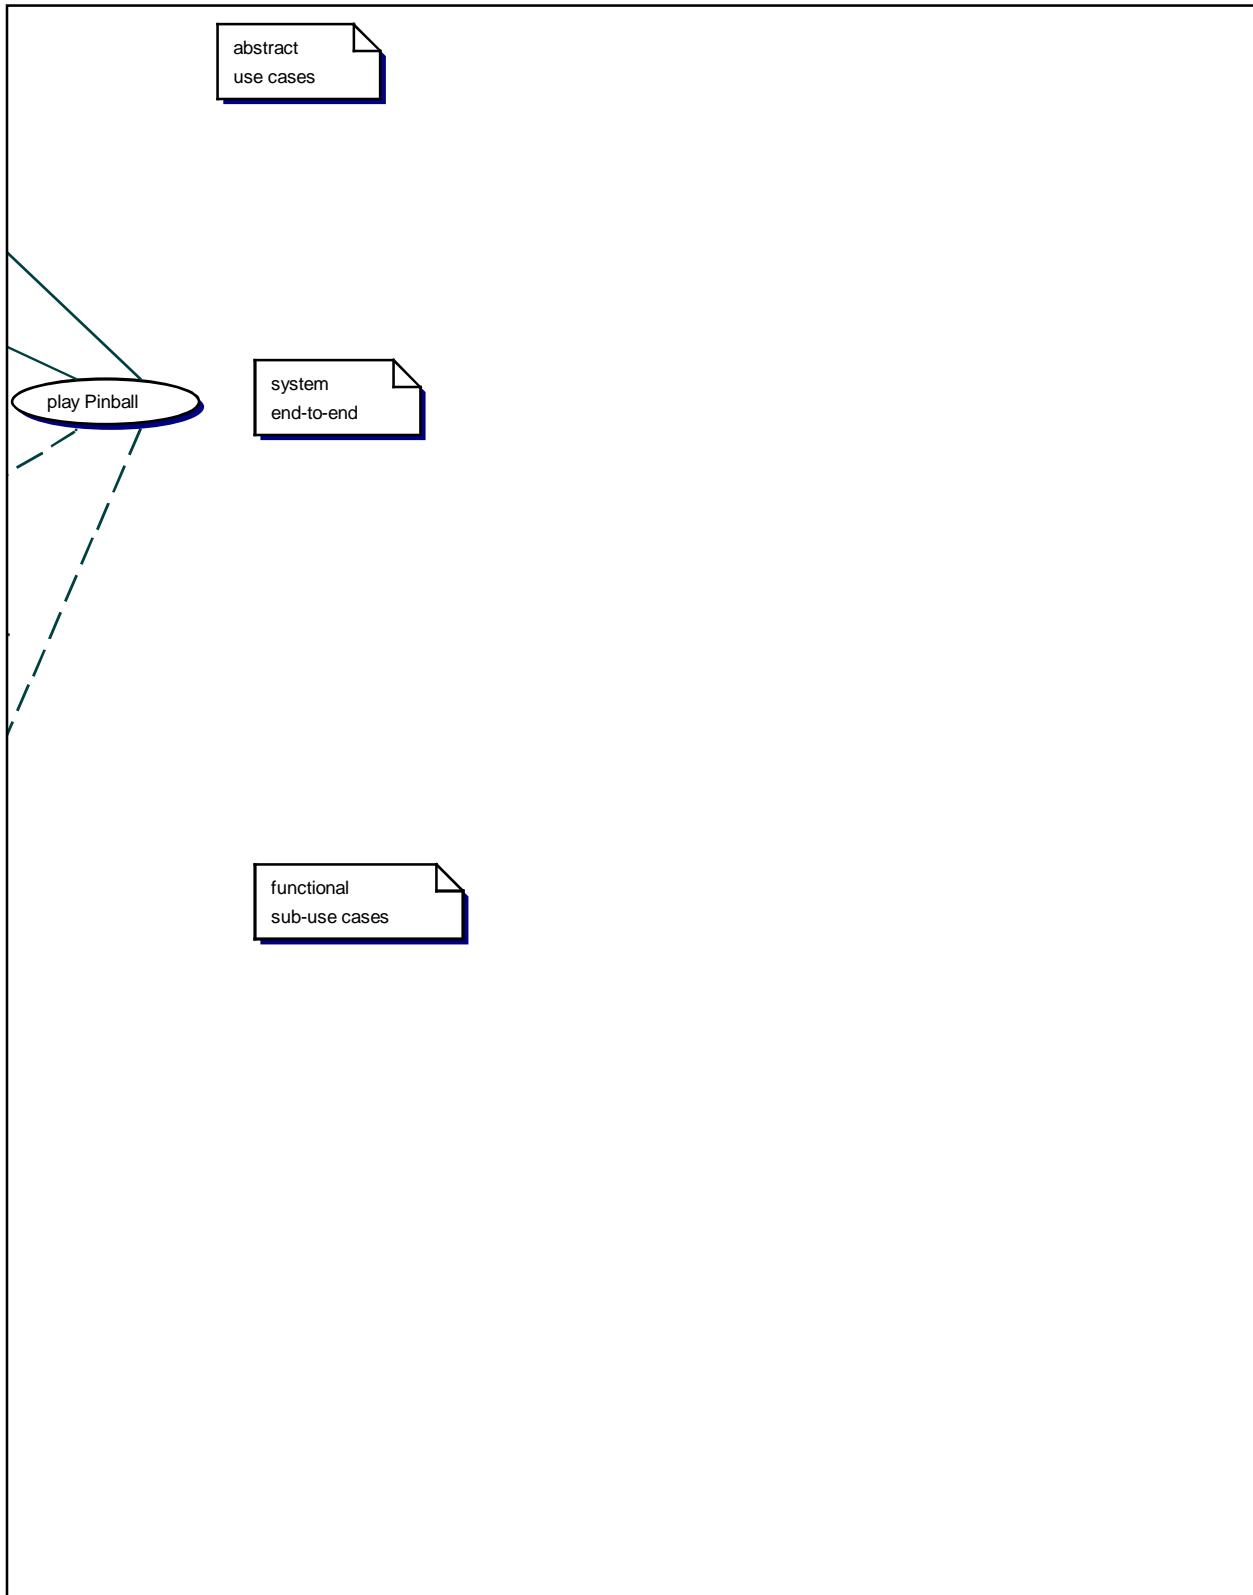 abstract
use cases
play Pinball
system
end-to-end
functional
sub-use cases